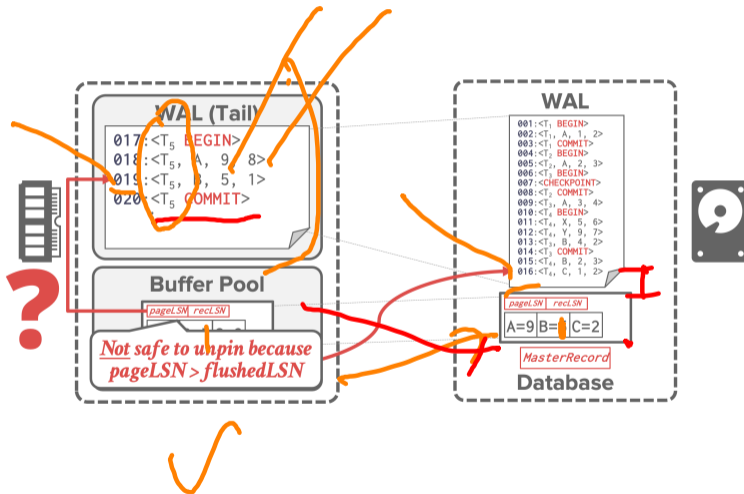 WAL (Tail)
017:<T5 BEGIN>
018:<T5, A, 9, 8>
019:<T5, B, 5, 1>
020:<T5 COMMIT>
Buffer Pool
pageLSN recLSN
Not safe to unpin because
pageLSN > flushedLSN
?
WAL
001:<T1 BEGIN>
002:<T1, A, 1, 2>
003:<T1 COMMIT>
004:<T2 BEGIN>
005:<T2, A, 2, 3>
006:<T3 BEGIN>
007:<CHECKPOINT>
008:<T2 COMMIT>
009:<T3, A, 3, 4>
010:<T4 BEGIN>
011:<T4, X, 5, 6>
012:<T4, Y, 9, 7>
013:<T3, B, 4, 2>
014:<T3 COMMIT>
015:<T4, B, 2, 3>
016:<T4, C, 1, 2>
pageLSN recLSN
A=9 B= C=2
MasterRecord
Database